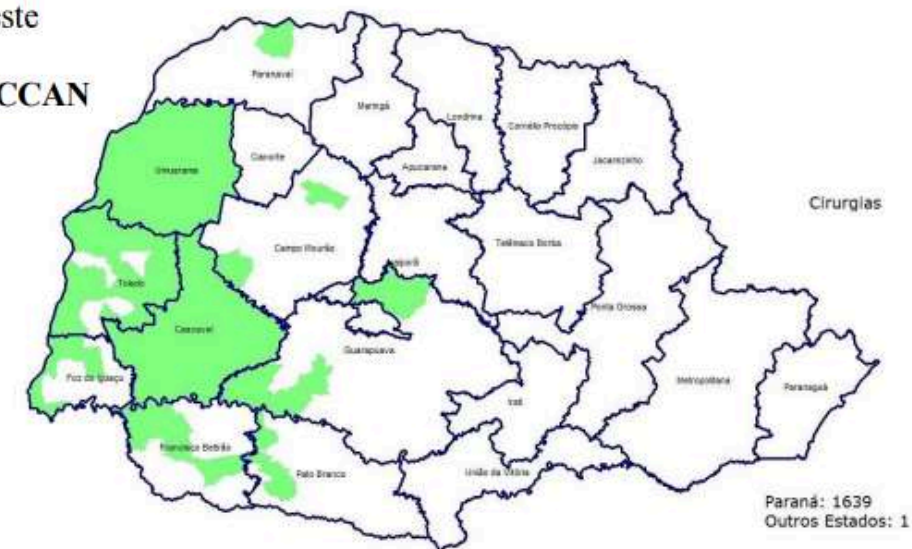 este
CCAN
Paranavaí
Maringá
Londrina
Cornélio Procópio
Jacarezinho
Apucarana
Cianorte
Umuarama
Cirurgias
Campo Mourão
Telêmaco Borba
Ivaiporã
Toledo
Ponta Grossa
Cascavel
Guarapuava
Foz do Iguaçu
Metropolitana
Paranaguá
Irati
Francisco Beltrão
Pato Branco
União da Vitória
Paraná: 1639
Outros Estados: 1